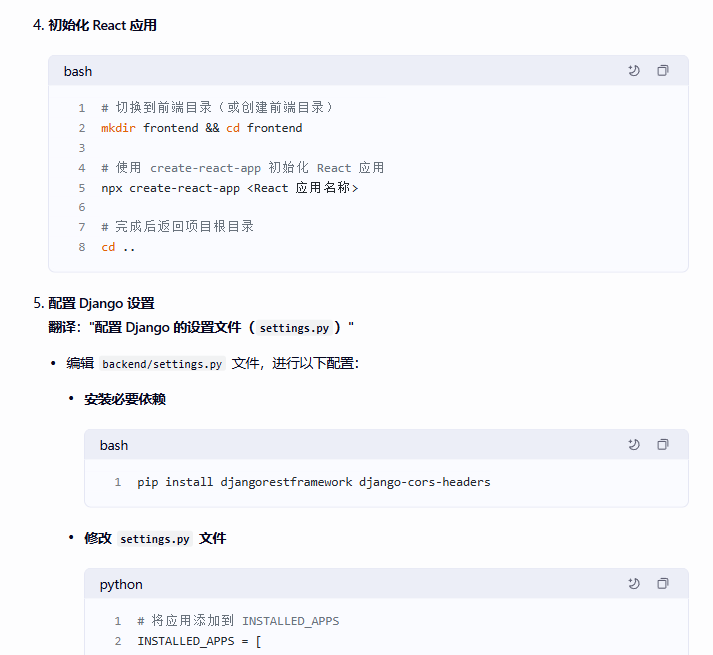 4. 初始化 React 应用
bash
1 # 切换到前端目录（或创建前端目录）
2 mkdir frontend && cd frontend
3
4 # 使用 create-react-app 初始化 React 应用
5 npx create-react-app <React 应用名称>
6
7 # 完成后返回项目根目录
8 cd ..
5. 配置 Django 设置
翻译："配置 Django 的设置文件（ settings.py ）"
• 编辑 backend/settings.py 文件，进行以下配置：
• 安装必要依赖
bash
1 pip install djangorestframework django-cors-headers
• 修改 settings.py 文件
python
1 # 将应用添加到 INSTALLED_APPS
2 INSTALLED_APPS = [